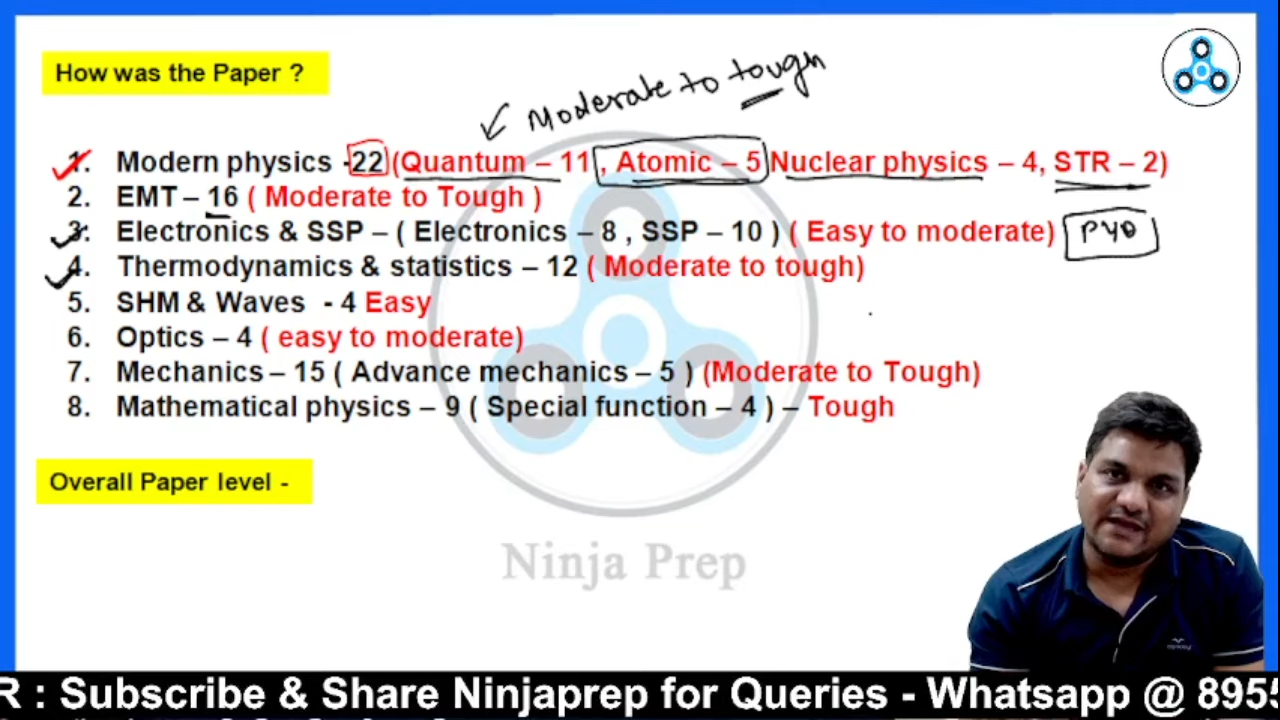 How was the Paper ?
Moderate to tough
1. Modern physics -22 (Quantum – 11 , Atomic – 5 Nuclear physics – 4, STR – 2)
2. EMT – 16 ( Moderate to Tough )
3. Electronics & SSP – ( Electronics – 8 , SSP – 10 ) ( Easy to moderate) PYQ
4. Thermodynamics & statistics – 12 ( Moderate to tough)
5. SHM & Waves - 4 Easy
6. Optics – 4 ( easy to moderate)
7. Mechanics – 15 ( Advance mechanics – 5 ) (Moderate to Tough)
8. Mathematical physics – 9 ( Special function – 4 ) – Tough
Overall Paper level -
Ninja Prep
R : Subscribe & Share Ninjaprep for Queries - Whatsapp @ 895